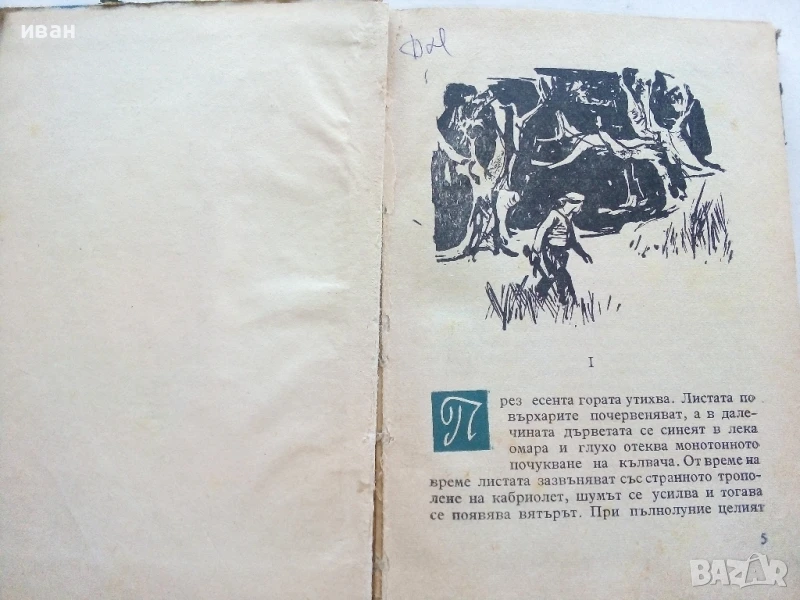 иван
ДН
I
През есента гората утихва. Листата по
върхарите почервеняват, а в дале-
чината дърветата се синеят в лека
омара и глухо отеква монотонното
почукване на кълвача. От време на
време листата зазвъняват със странното тропо-
лене на кабриолет, шумът се усилва и тогава
се появява вятърът. При пълнолуние целият
5
BAZAR